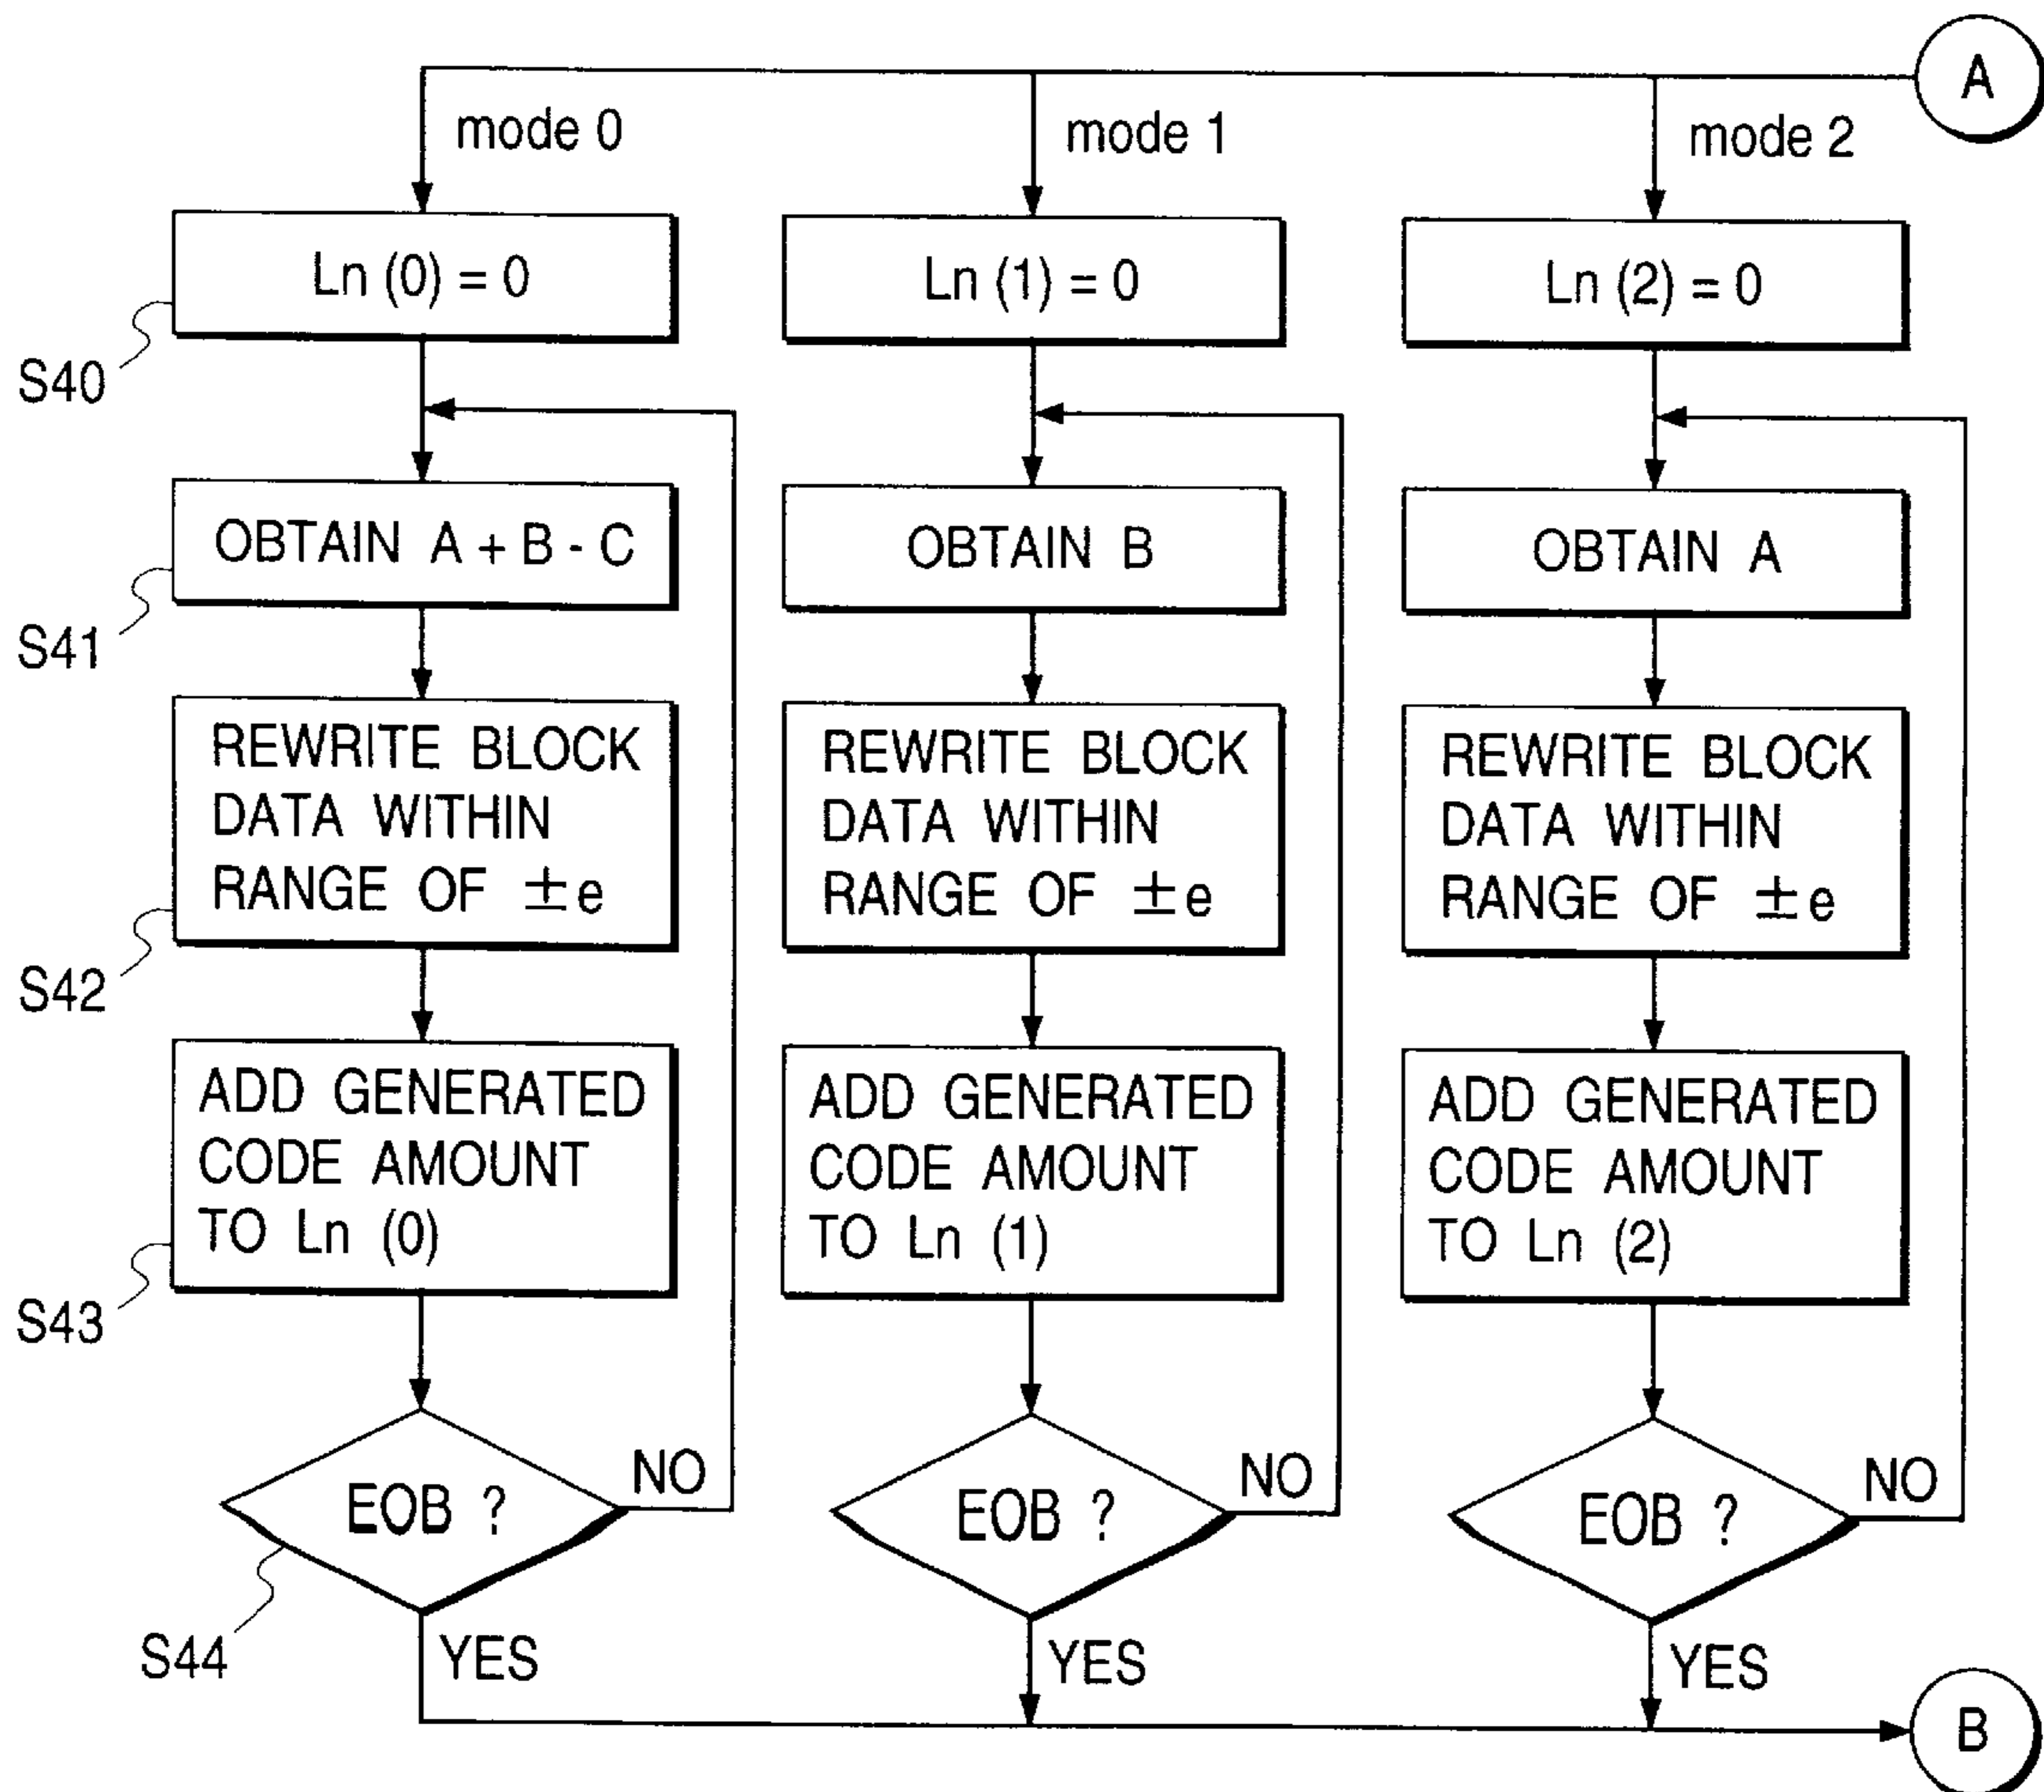 A
mode 0
mode 1
mode 2
Ln (0) = 0
Ln (1) = 0
Ln (2) = 0
S40
OBTAIN A + B - C
OBTAIN B
OBTAIN A
S41
REWRITE BLOCK
DATA WITHIN
RANGE OF ±e
REWRITE BLOCK
DATA WITHIN
RANGE OF ±e
REWRITE BLOCK
DATA WITHIN
RANGE OF ±e
S42
ADD GENERATED
CODE AMOUNT
TO Ln (0)
ADD GENERATED
CODE AMOUNT
TO Ln (1)
ADD GENERATED
CODE AMOUNT
TO Ln (2)
S43
EOB ?
NO
EOB ?
NO
EOB ?
NO
S44
YES
YES
YES
B